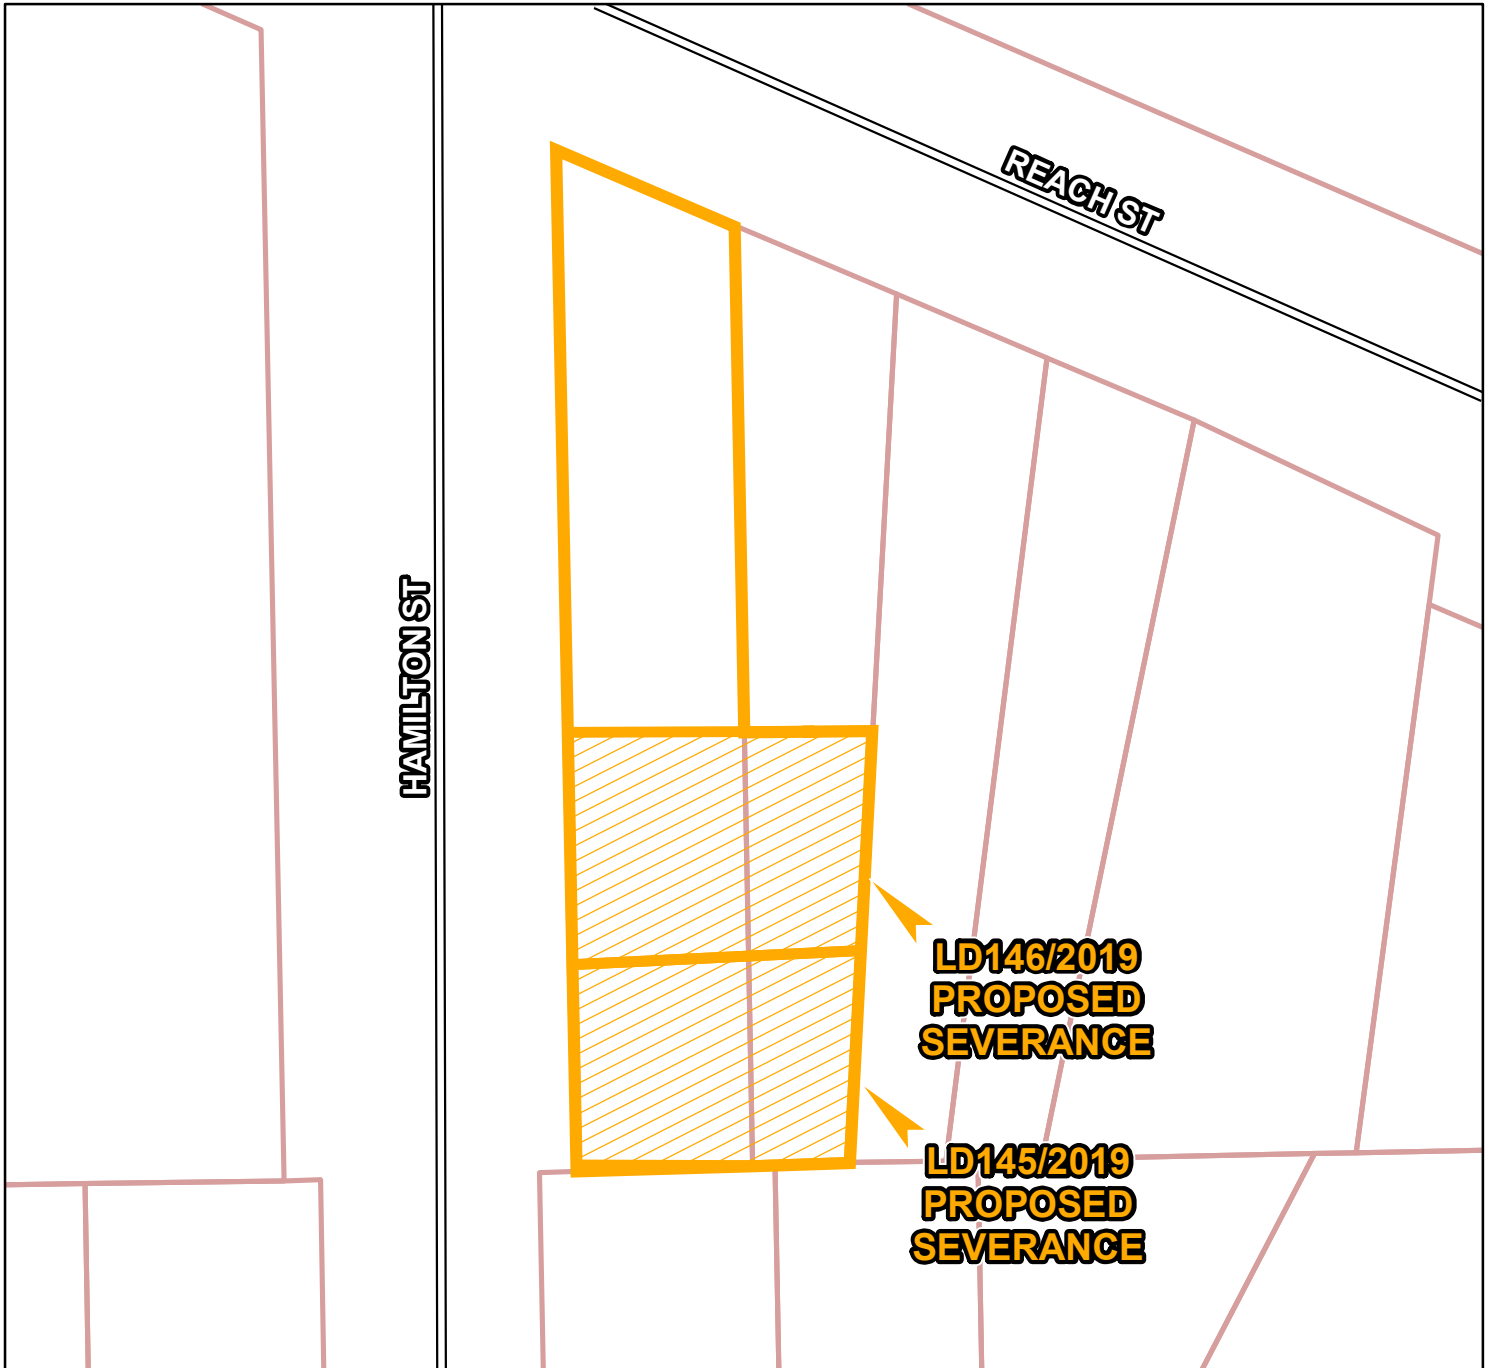 REACH ST
HAMILTON ST
LD146/2019
PROPOSED
SEVERANCE
LD145/2019
PROPOSED
SEVERANCE